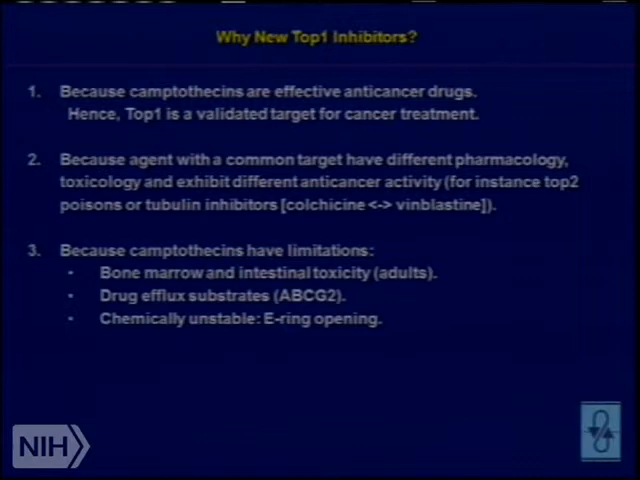 Why New Top1 Inhibitors?
1. Because camptothecins are effective anticancer drugs.
Hence, Top1 is a validated target for cancer treatment.
2. Because agent with a common target have different pharmacology,
toxicology and exhibit different anticancer activity (for instance top2
poisons or tubulin inhibitors [colchicine <-> vinblastine]).
3. Because camptothecins have limitations:
• Bone marrow and intestinal toxicity (adults).
• Drug efflux substrates (ABCG2).
• Chemically unstable: E-ring opening.
NIH